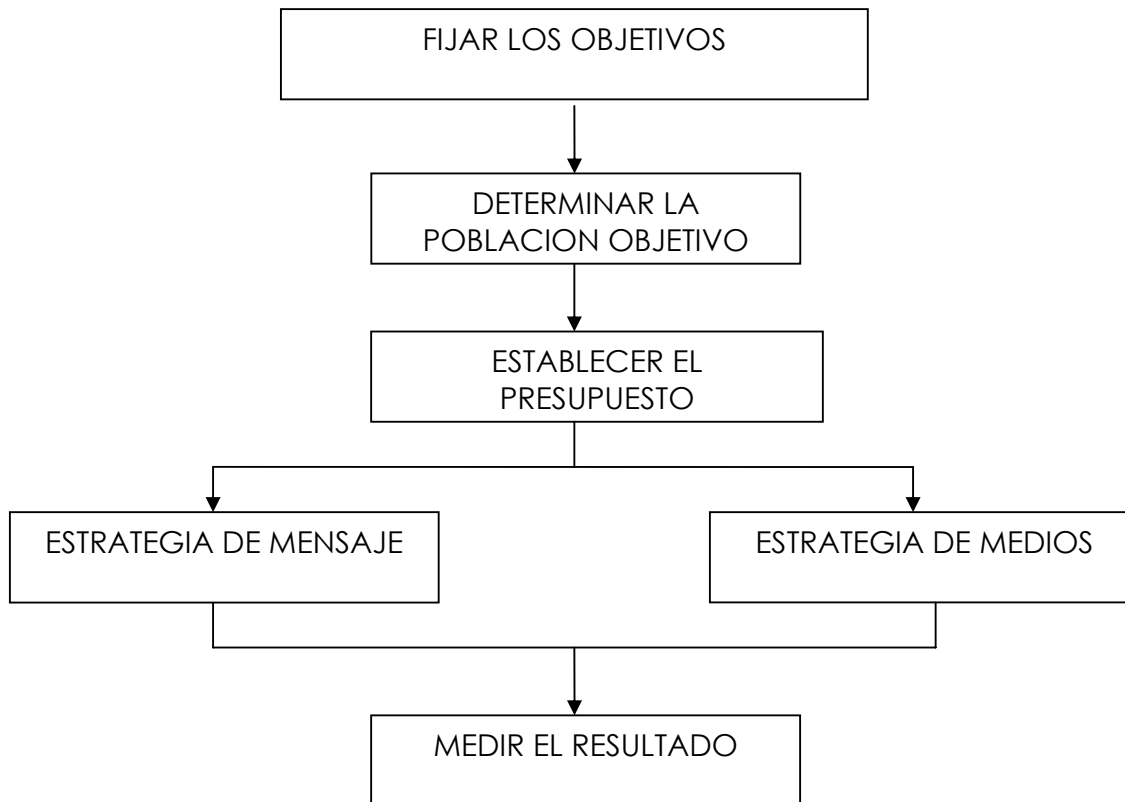 FIJAR LOS OBJETIVOS
DETERMINAR LA
POBLACION OBJETIVO
ESTABLECER EL
PRESUPUESTO
ESTRATEGIA DE MENSAJE
ESTRATEGIA DE MEDIOS
MEDIR EL RESULTADO